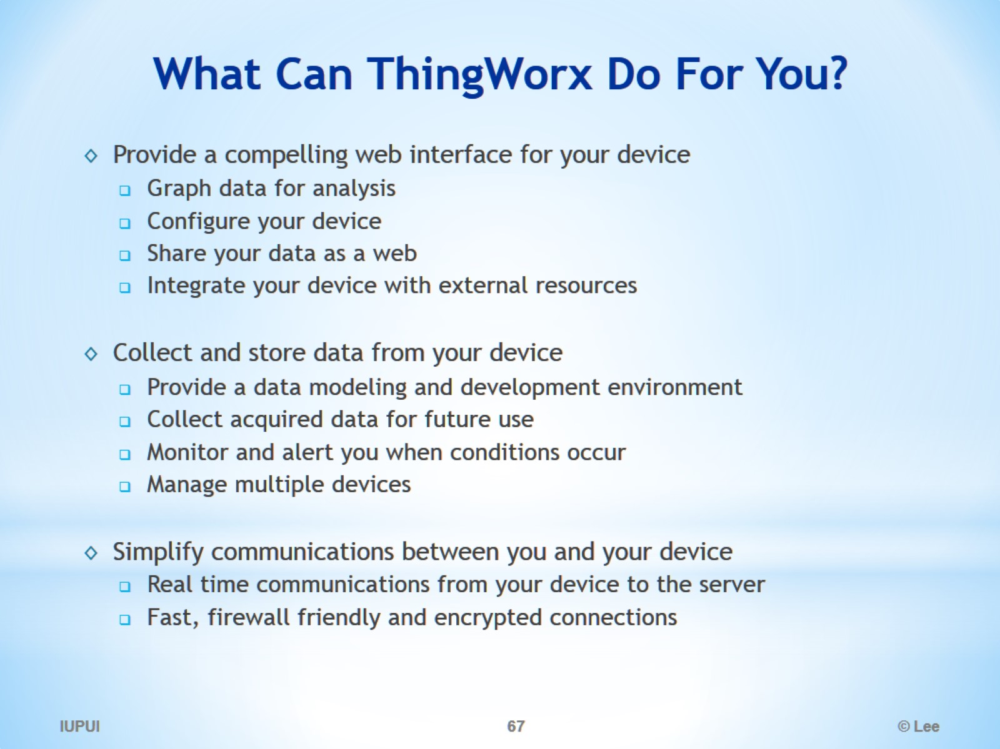 What Can ThingWorx Do For You?
◇ Provide a compelling web interface for your device
❑ Graph data for analysis
❑ Configure your device
❑ Share your data as a web
❑ Integrate your device with external resources
◇ Collect and store data from your device
❑ Provide a data modeling and development environment
❑ Collect acquired data for future use
❑ Monitor and alert you when conditions occur
❑ Manage multiple devices
◇ Simplify communications between you and your device
❑ Real time communications from your device to the server
❑ Fast, firewall friendly and encrypted connections
IUPUI 67 © Lee